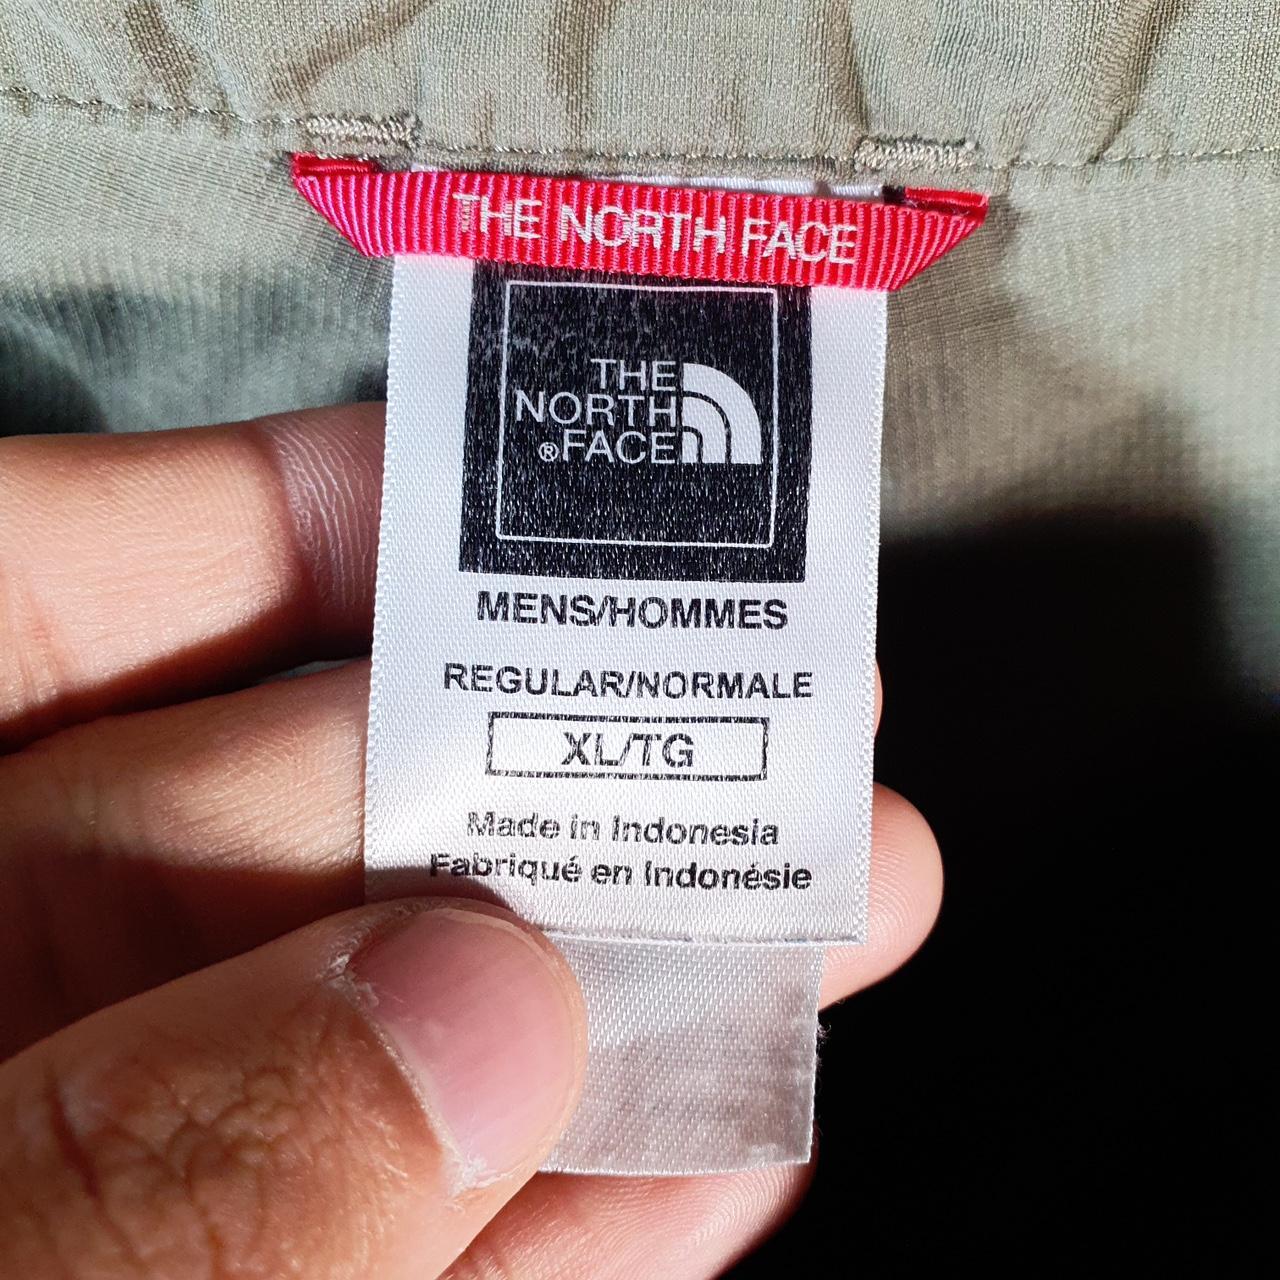 THE NORTH FACE
THE
NORTH
®FACE
MENS/HOMMES
REGULAR/NORMALE
XL/TG
Made in Indonesia
Fabriqué en Indonésie